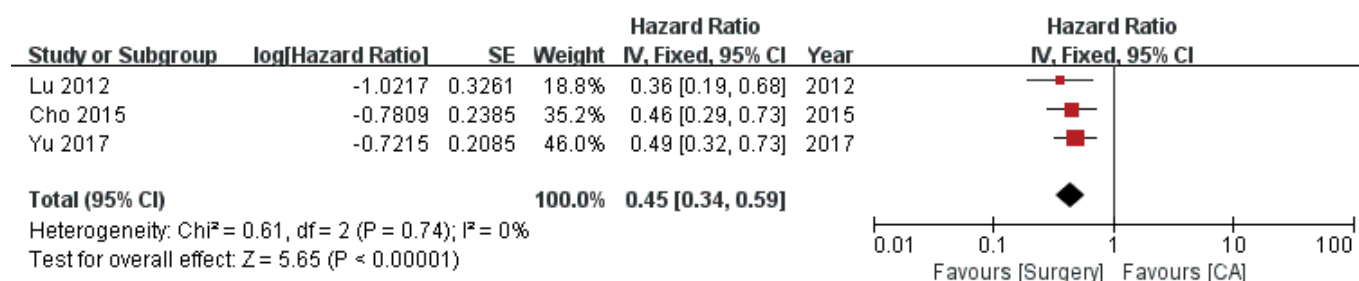 Hazard Ratio Hazard Ratio
Study or Subgroup log[Hazard Ratio] SE Weight IV, Fixed, 95% CI Year IV, Fixed, 95% CI
Lu 2012 -1.0217 0.3261 18.8% 0.36 [0.19, 0.68] 2012
Cho 2015 -0.7809 0.2385 35.2% 0.46 [0.29, 0.73] 2015
Yu 2017 -0.7215 0.2085 46.0% 0.49 [0.32, 0.73] 2017
Total (95% CI) 100.0% 0.45 [0.34, 0.59]
Heterogeneity: Chi² = 0.61, df = 2 (P = 0.74); I² = 0%
Test for overall effect: Z = 5.65 (P < 0.00001)
0.01 0.1 1 10 100
Favours [Surgery] Favours [CA]